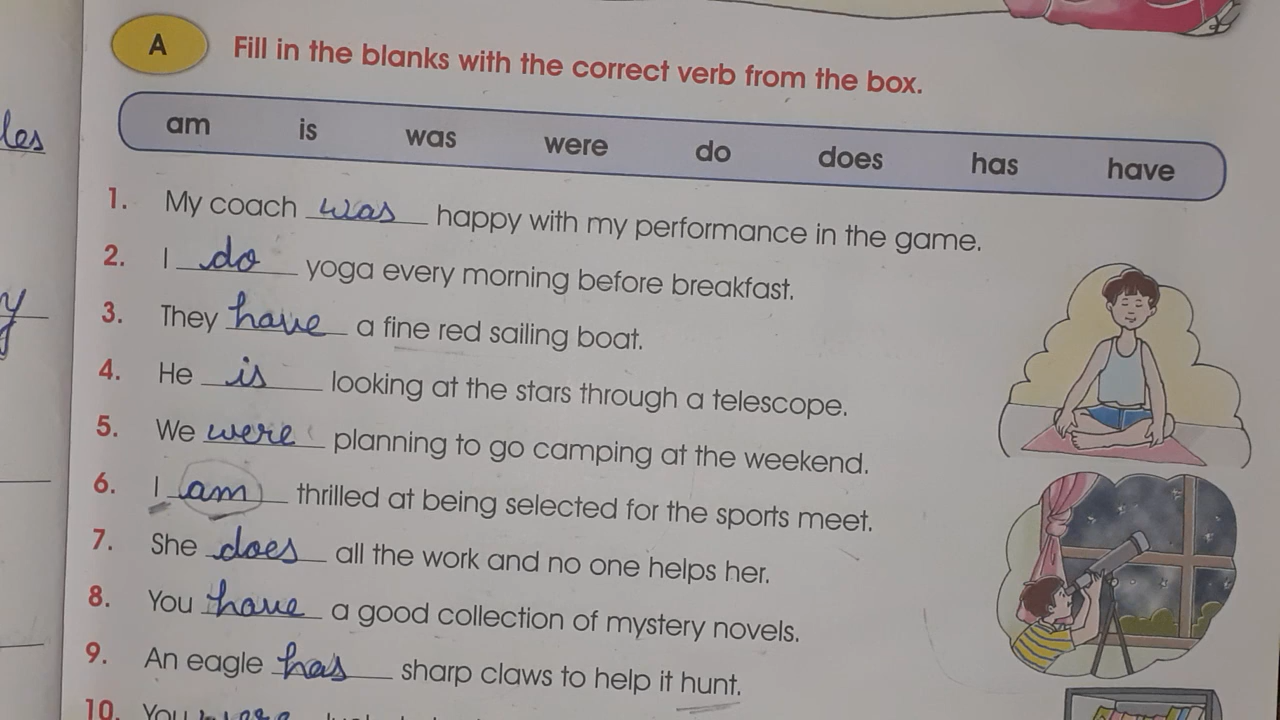 les
A Fill in the blanks with the correct verb from the box.
am is was were do does has have
1. My coach was happy with my performance in the game.
2. I do yoga every morning before breakfast.
3. They have a fine red sailing boat.
y
4. He is looking at the stars through a telescope.
5. We were planning to go camping at the weekend.
6. I am thrilled at being selected for the sports meet.
7. She does all the work and no one helps her.
8. You have a good collection of mystery novels.
9. An eagle has sharp claws to help it hunt.
10. You were